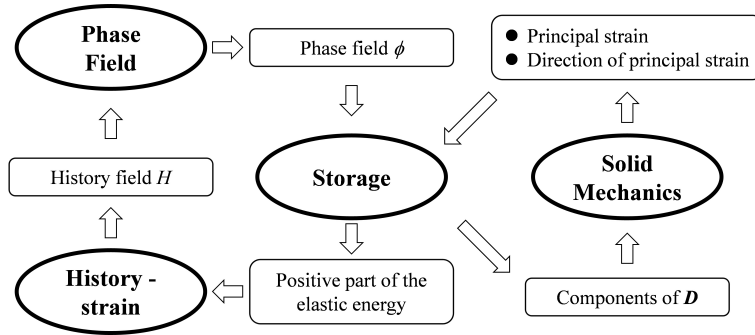 Phase
Field
Phase field ϕ
● Principal strain
● Direction of principal strain
History field H
Storage
Solid
Mechanics
History -
strain
Positive part of the
elastic energy
Components of D